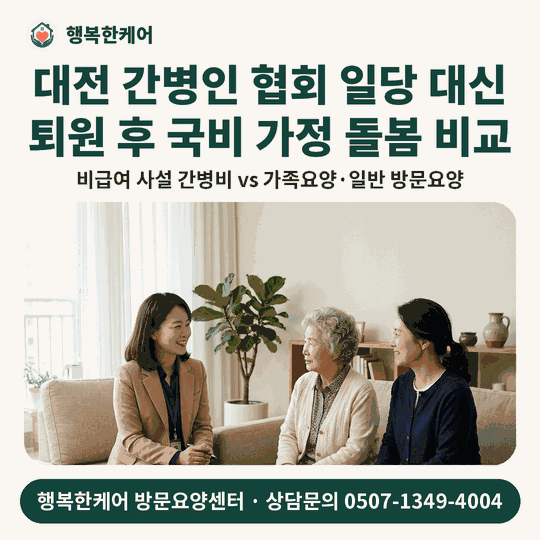 행복한케어
대전 간병인 협회 일당 대신
퇴원 후 국비 가정 돌봄 비교
비급여 사설 간병비 vs 가족요양·일반 방문요양
행복한케어 방문요양센터 · 상담문의 0507-1349-4004